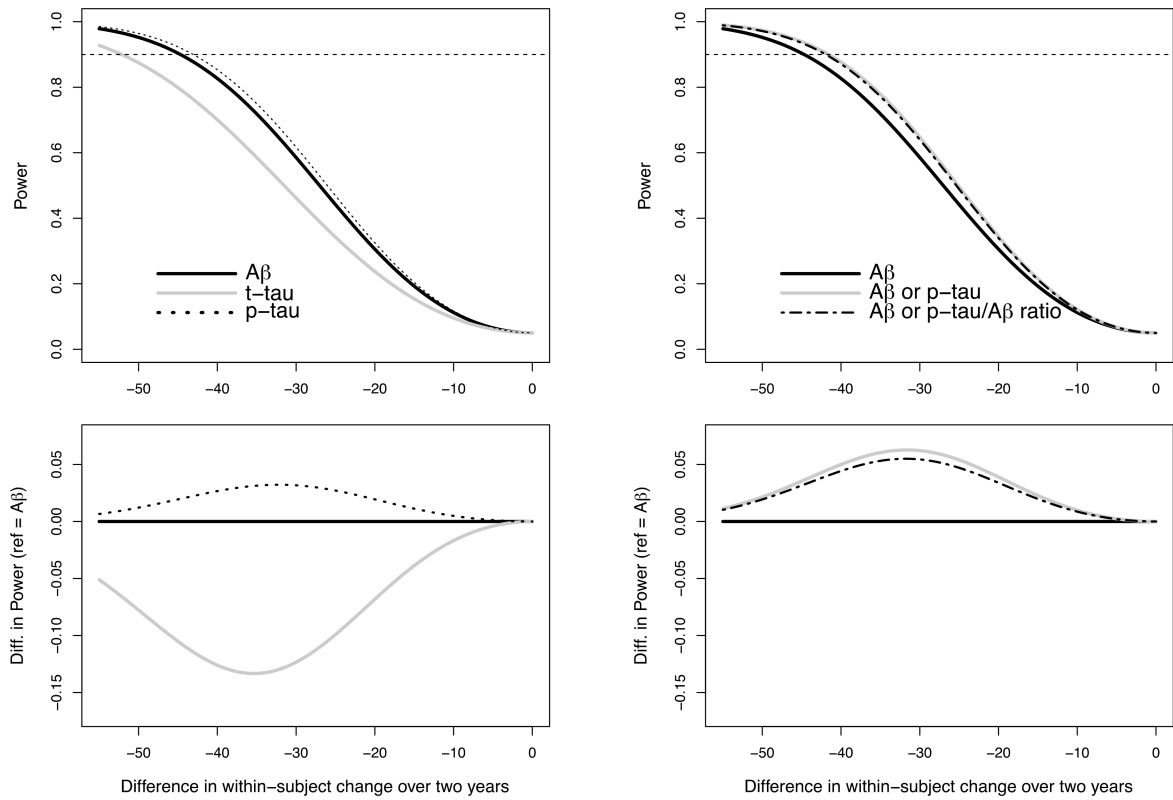 1.0
0.8
0.6
0.4
0.2
0.0
Power
Aβ
t−tau
p−tau
−50 −40 −30 −20 −10 0
1.0
0.8
0.6
0.4
0.2
0.0
Power
Aβ
Aβ or p−tau
Aβ or p−tau/Aβ ratio
−50 −40 −30 −20 −10 0
0.05
0.00
−0.05
−0.10
−0.15
Diff. in Power (ref = Aβ)
−50 −40 −30 −20 −10 0
Difference in within−subject change over two years
0.05
0.00
−0.05
−0.10
−0.15
Diff. in Power (ref = Aβ)
−50 −40 −30 −20 −10 0
Difference in within−subject change over two years